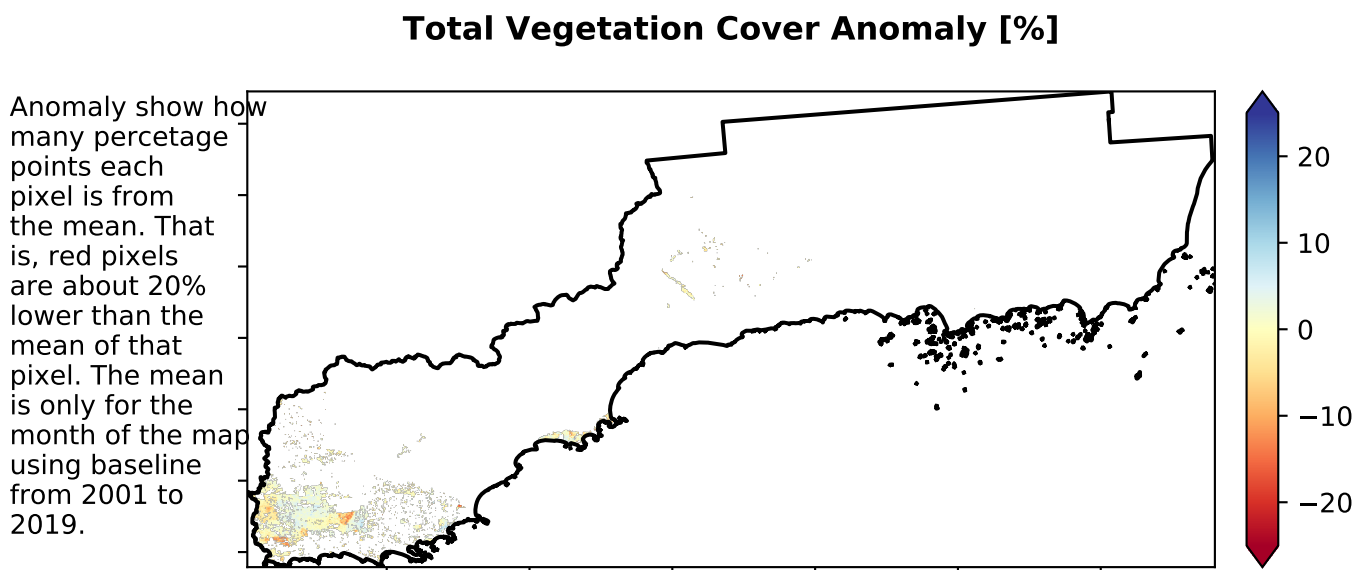 Total Vegetation Cover Anomaly [%]
Anomaly show how
many percetage
points each
pixel is from
the mean. That
is, red pixels
are about 20%
lower than the
mean of that
pixel. The mean
is only for the
month of the map
using baseline
from 2001 to
2019.
20
10
0
−10
−20